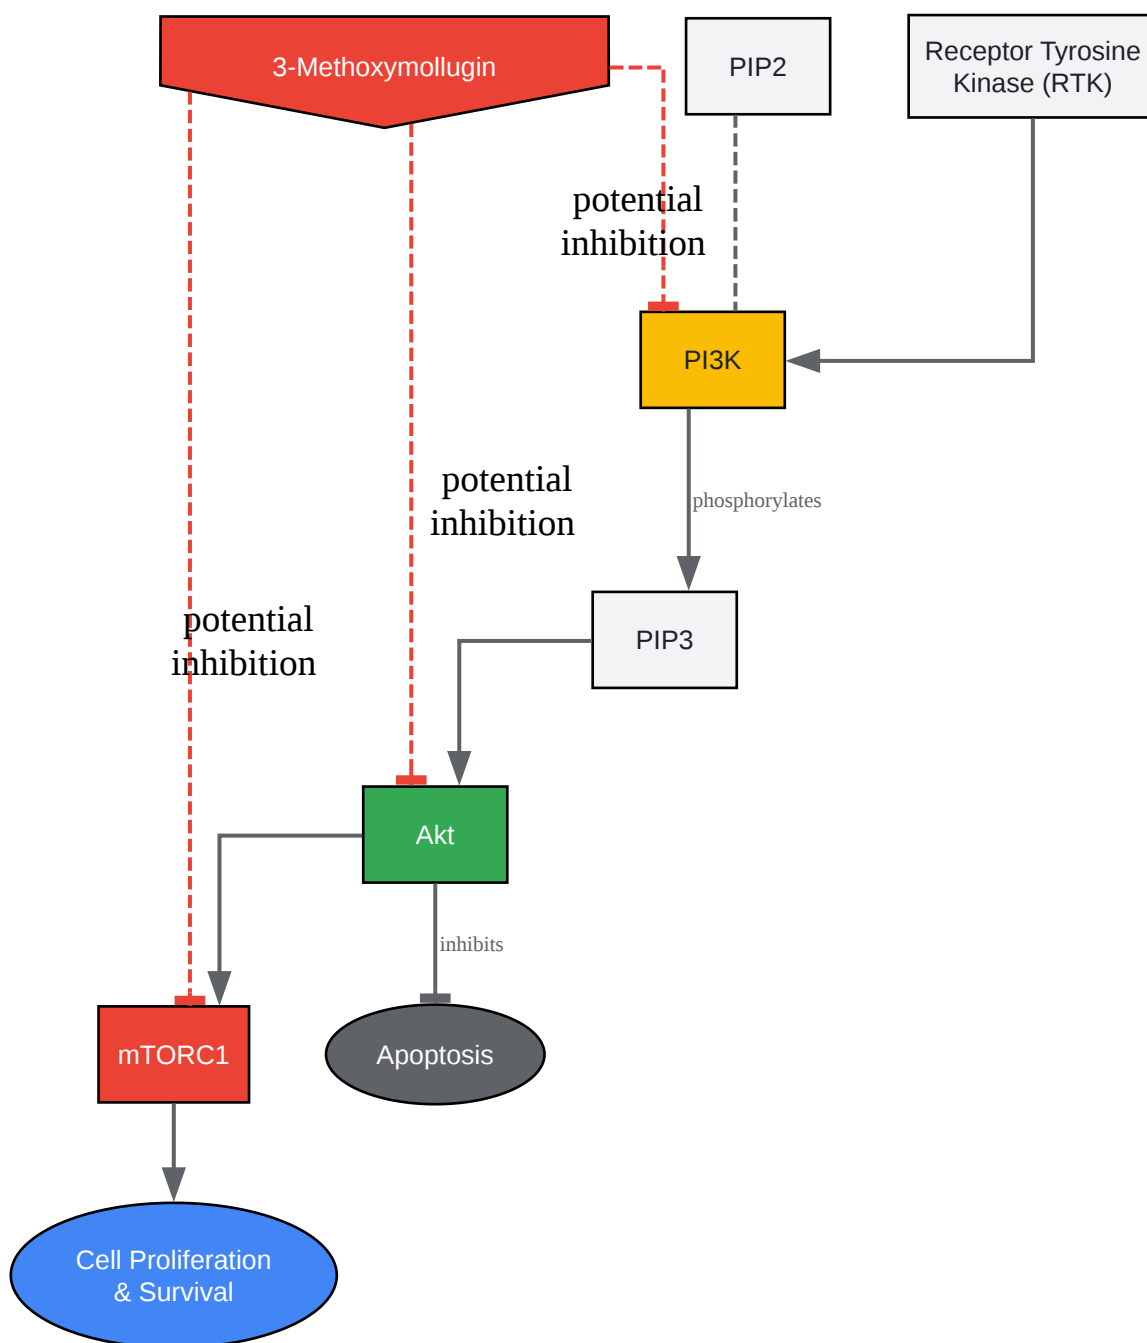 3-Methoxymollugin
PIP2
Receptor Tyrosine
Kinase (RTK)
potential
inhibition
PI3K
potential
inhibition
phosphorylates
potential
inhibition
PIP3
Akt
inhibits
mTORC1
Apoptosis
Cell Proliferation
& Survival